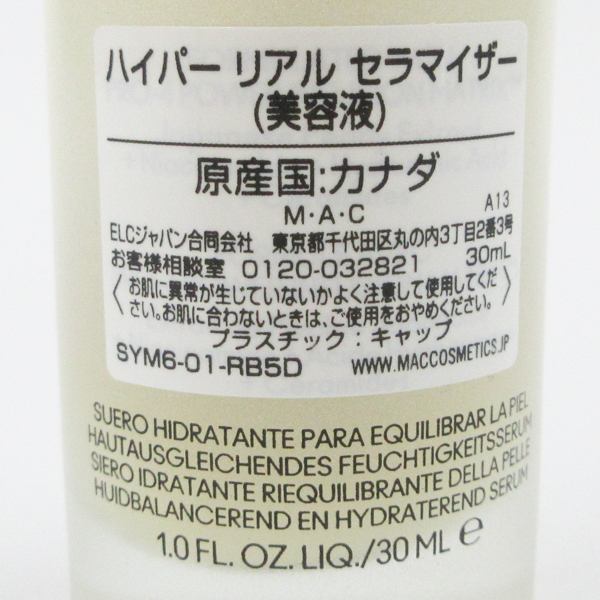 ハイパー リアル セラマイザー
(美容液)
原産国:カナダ
M・A・C
A13
ELCジャパン合同会社 東京都千代田区丸の内3丁目2番3号
お客様相談室 0120-032821 30mL
〈お肌に異常が生じていないかよく注意して使用してくだ
さい。お肌に合わないときは、ご使用をおやめください。〉
プラスチック：キャップ
SYM6-01-RB5D WWW.MACCOSMETICS.JP
+ Ceramides
SUERO HIDRATANTE PARA EQUILIBRAR LA PIEL
HAUTAUSGLEICHENDES FEUCHTIGKEITSSERUM
SIERO IDRATANTE RIEQUILIBRANTE DELLA PELLE
HUIDBALANCEREND EN HYDRATEREND SERUM
1.0 FL. OZ. LIQ./30 ML ℮